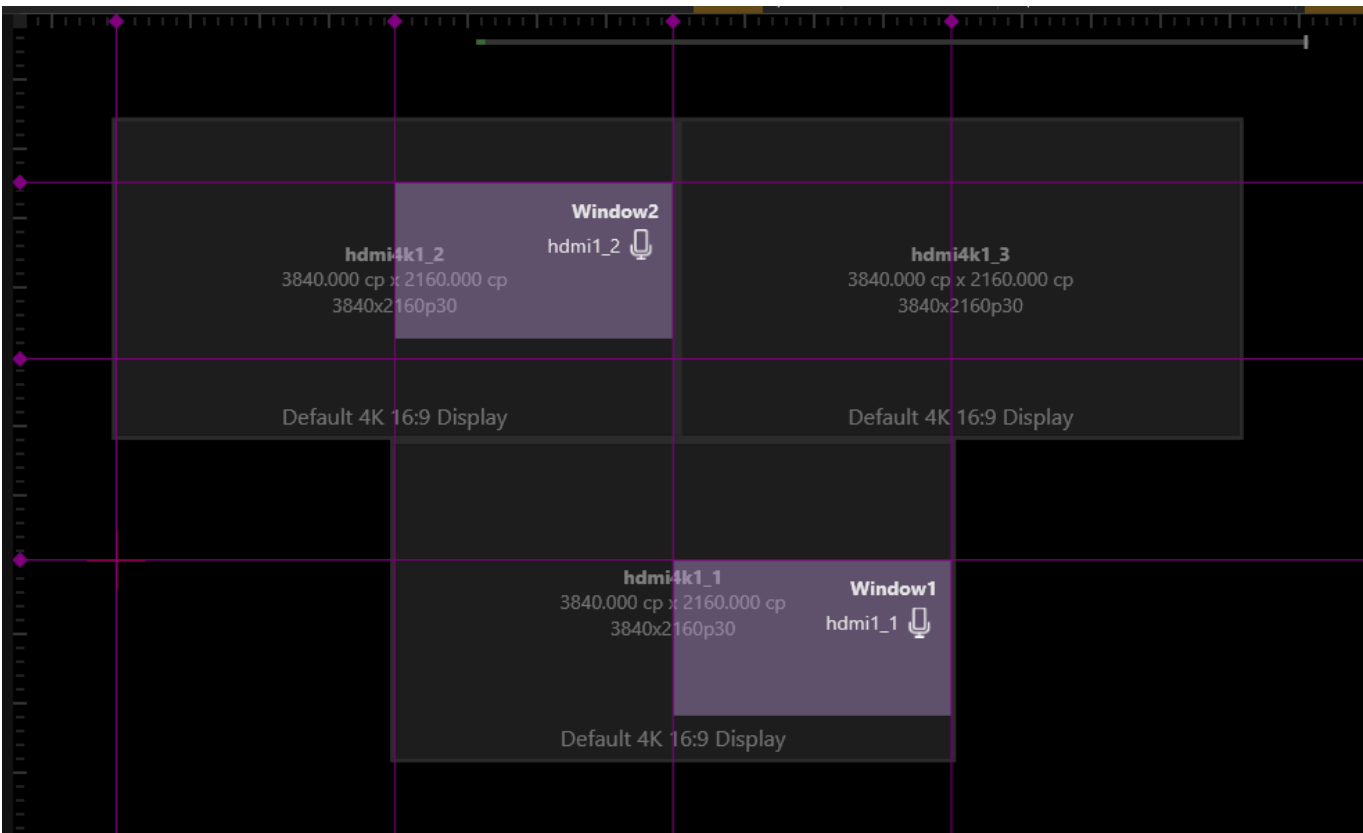 Window2
hdmi1_2
hdmi4k1_2
3840.000 cp x 2160.000 cp
3840x2160p30
Default 4K 16:9 Display
hdmi4k1_3
3840.000 cp x 2160.000 cp
3840x2160p30
Default 4K 16:9 Display
hdmi4k1_1
3840.000 cp x 2160.000 cp
3840x2160p30
Window1
hdmi1_1
Default 4K 16:9 Display